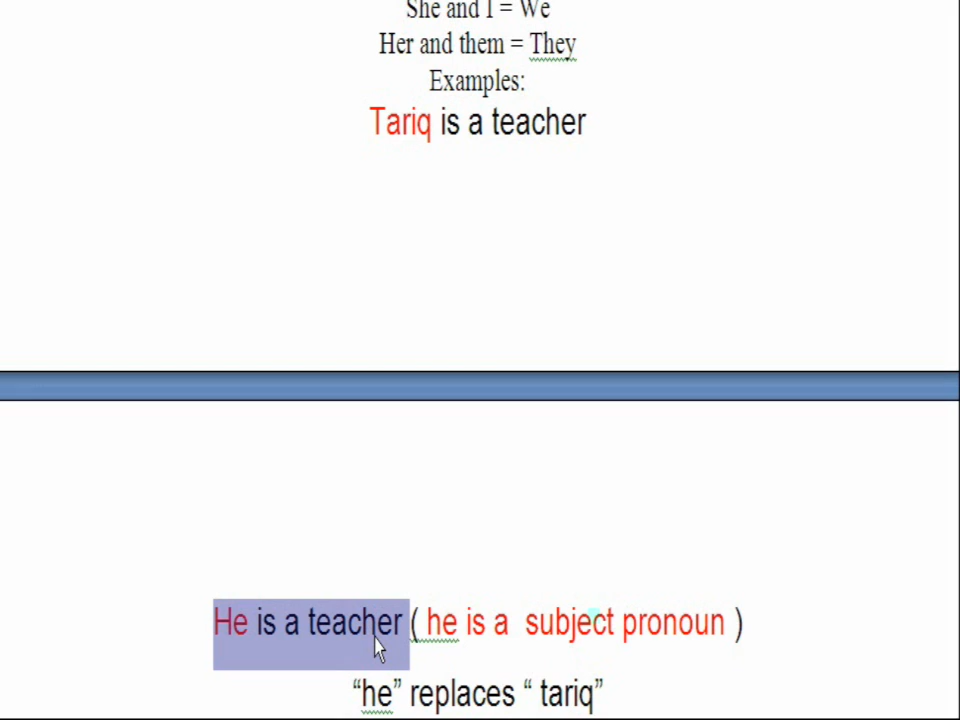 She and I = We
Her and them = They
Examples:
Tariq is a teacher
He is a teacher ( he is a subject pronoun )
“he” replaces “ tariq”